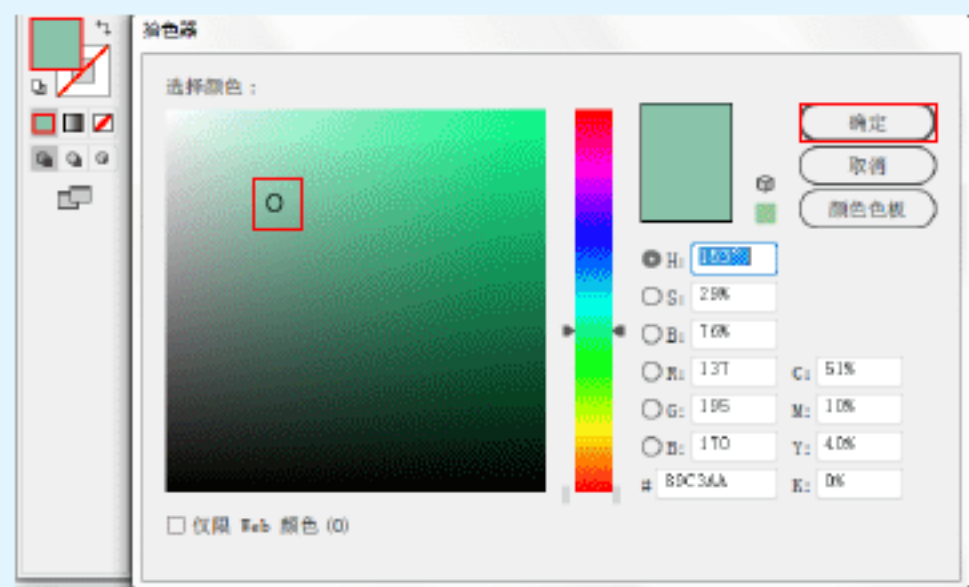 拾色器
选择颜色：
确定
取消
颜色色板
H:
S: 29%
B: 76%
R: 137 C: 51%
G: 195 M: 10%
B: 170 Y: 40%
# 89C3AA K: 0%
仅限 Web 颜色 (O)